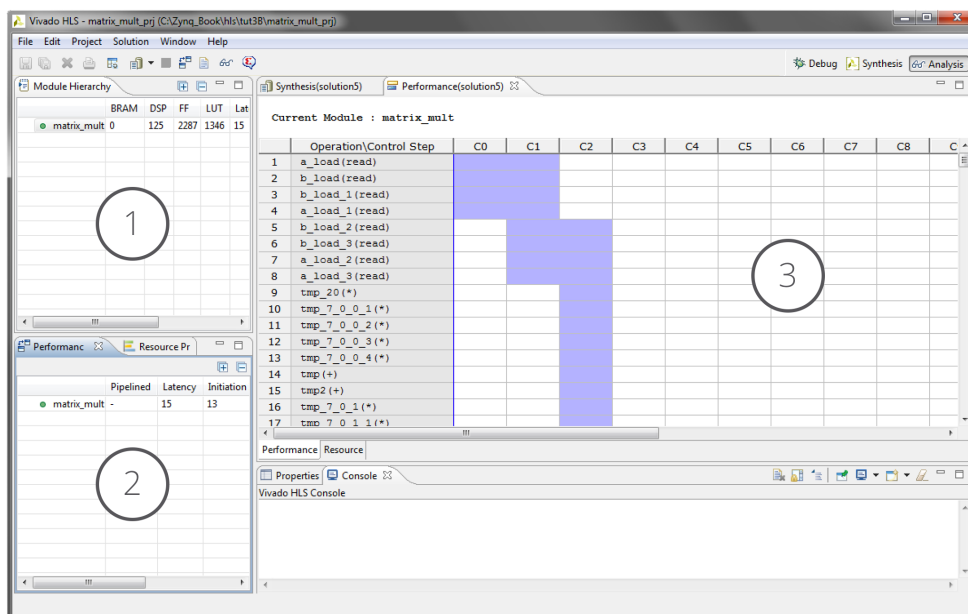 Vivado HLS - matrix_mult_prj (C:\Zynq_Book\hls\tut3B\matrix_mult_prj)
File Edit Project Solution Window Help
Debug Synthesis Analysis
Module Hierarchy
BRAM DSP FF LUT Lat
matrix_mult 0 125 2287 1346 15
1
Performanc Resource Pr
Pipelined Latency Initiation
matrix_mult - 15 13
2
Synthesis(solution5) Performance(solution5)
Current Module : matrix_mult
Operation\Control Step C0 C1 C2 C3 C4 C5 C6 C7 C8 C
1 a_load(read)
2 b_load(read)
3 b_load_1(read)
4 a_load_1(read)
5 b_load_2(read)
6 b_load_3(read)
7 a_load_2(read)
8 a_load_3(read)
9 tmp_20(*)
10 tmp_7_0_0_1(*)
11 tmp_7_0_0_2(*)
12 tmp_7_0_0_3(*)
13 tmp_7_0_0_4(*)
14 tmp(+)
15 tmp2(+)
16 tmp_7_0_1(*)
17 tmp_7_0_1_1(*)
3
Performance Resource
Properties Console
Vivado HLS Console